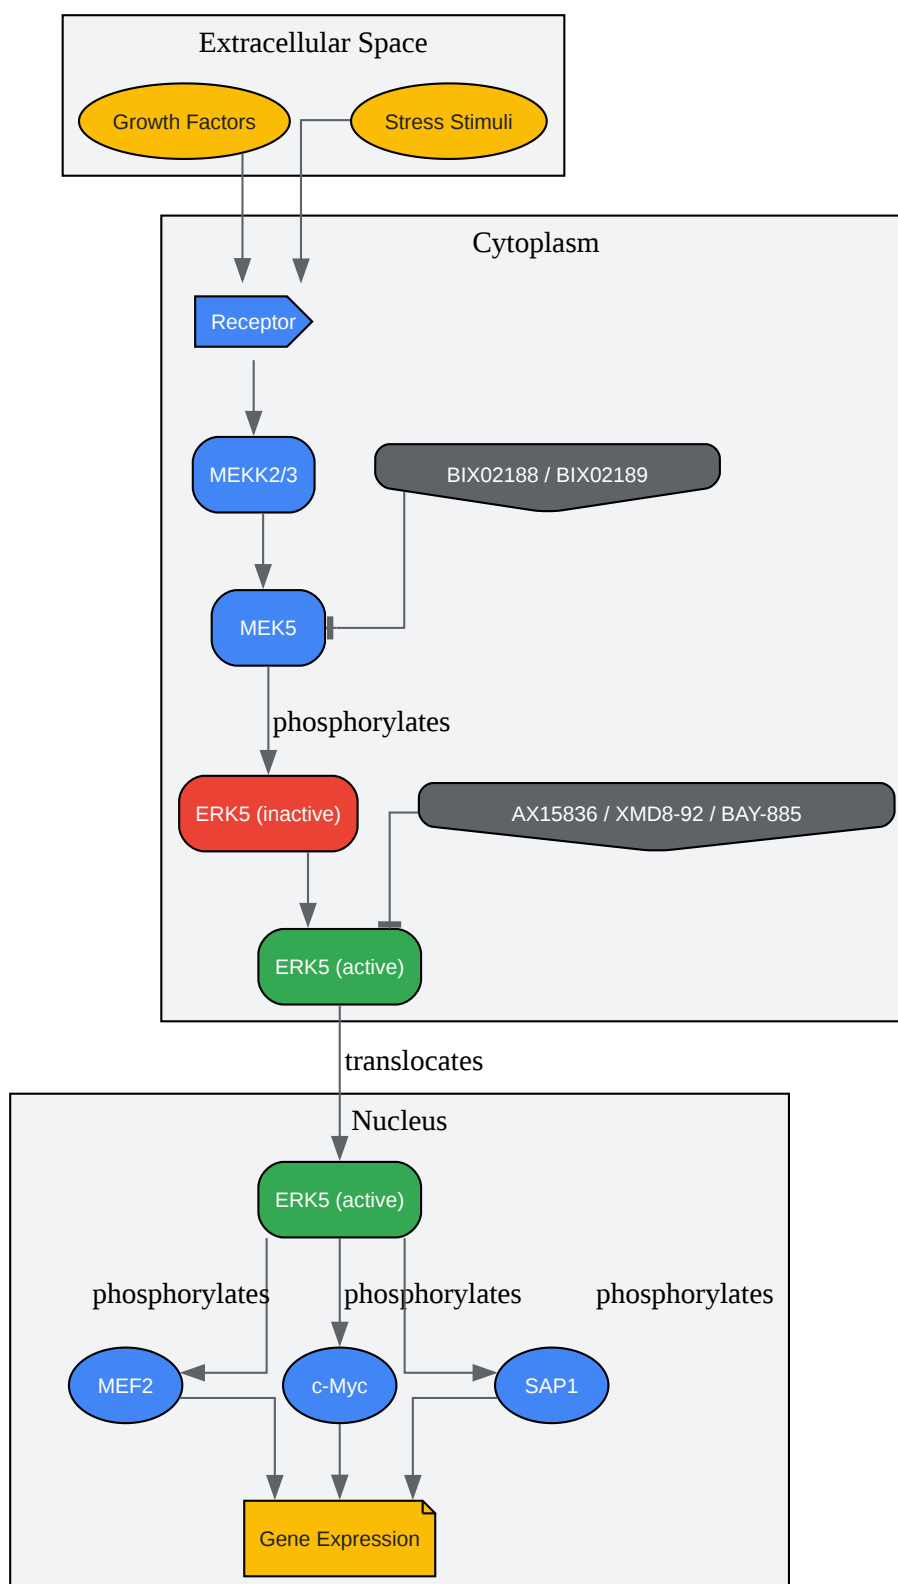 Extracellular Space
Growth Factors
Stress Stimuli
Cytoplasm
Receptor
MEKK2/3
BIX02188 / BIX02189
MEK5
phosphorylates
ERK5 (inactive)
AX15836 / XMD8-92 / BAY-885
ERK5 (active)
translocates
Nucleus
ERK5 (active)
phosphorylates
phosphorylates
phosphorylates
MEF2
c-Myc
SAP1
Gene Expression